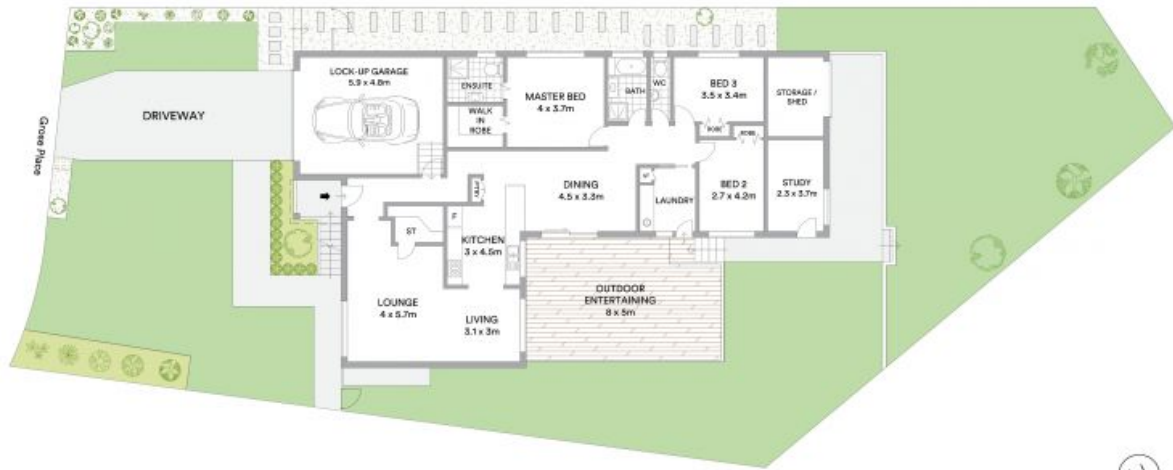 Grose Place
DRIVEWAY
LOCK-UP GARAGE
5.9 x 4.8m
ENSUITE
WALK
IN
ROBE
MASTER BED
4 x 3.7m
BATH
WC
BED 3
3.5 x 3.4m
ROBE
ROBE
STORAGE /
SHED
BED 2
2.7 x 4.2m
STUDY
2.3 x 3.7m
LAUNDRY
DINING
4.5 x 3.3m
PTRY
F
KITCHEN
3 x 4.5m
ST
LOUNGE
4 x 5.7m
LIVING
3.1 x 3m
OUTDOOR
ENTERTAINING
8 x 5m